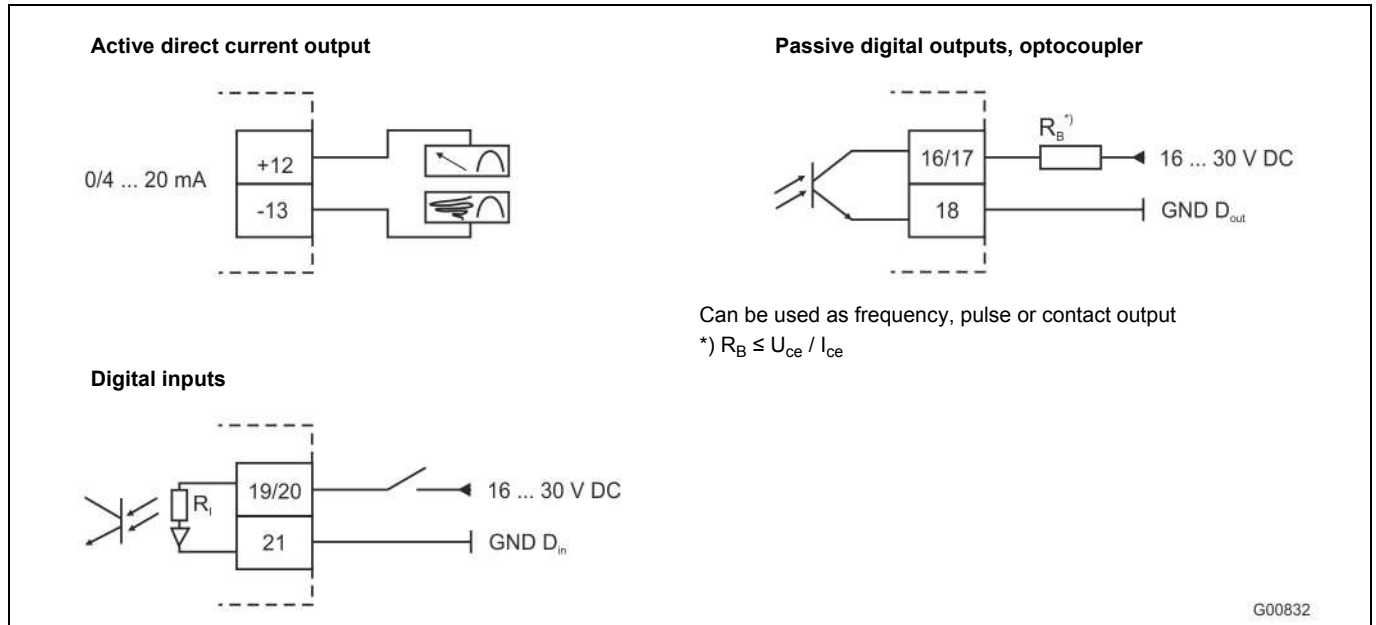 Active direct current output
0/4 ... 20 mA
+12
-13
Passive digital outputs, optocoupler
R_B *)
16/17
16 ... 30 V DC
18
GND D_out
Can be used as frequency, pulse or contact output
*) R_B ≤ U_ce / I_ce
Digital inputs
R_I
19/20
16 ... 30 V DC
21
GND D_in
G00832